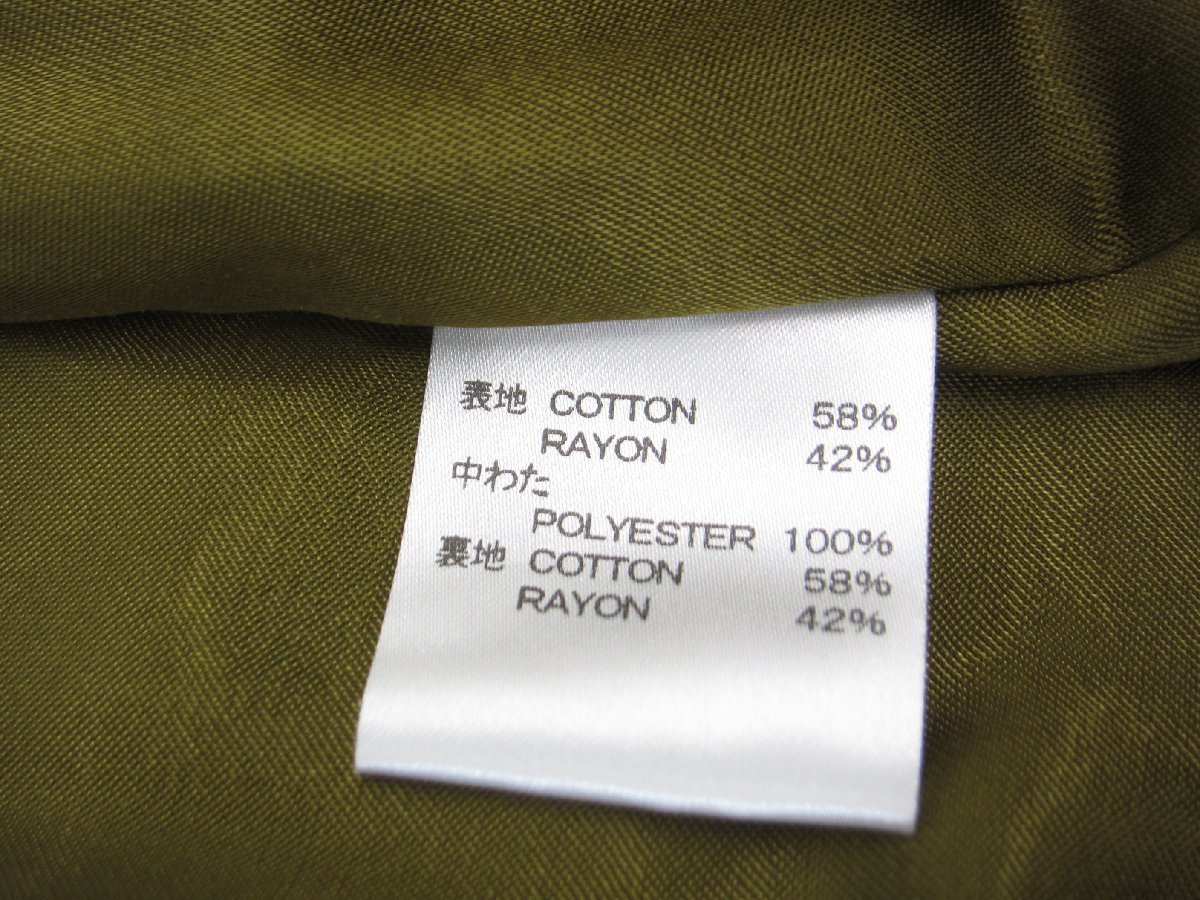 表地 COTTON 58%
RAYON 42%
中わた
POLYESTER 100%
裏地 COTTON 58%
RAYON 42%